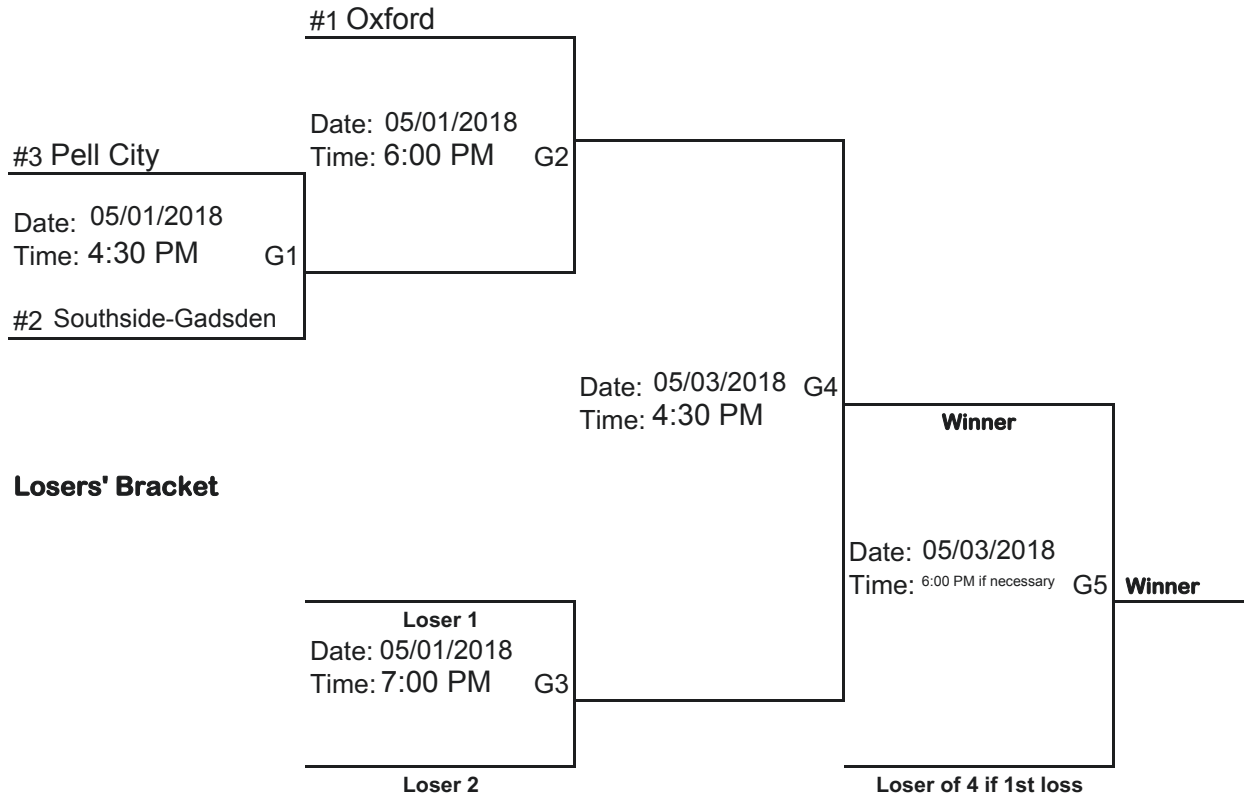 #1 Oxford
Date: 05/01/2018
Time: 6:00 PM G2
#3 Pell City
Date: 05/01/2018
Time: 4:30 PM G1
#2 Southside-Gadsden
Date: 05/03/2018 G4
Time: 4:30 PM
Winner
Losers' Bracket
Date: 05/03/2018
Time: 6:00 PM if necessary G5
Winner
Loser 1
Date: 05/01/2018
Time: 7:00 PM G3
Loser 2
Loser of 4 if 1st loss